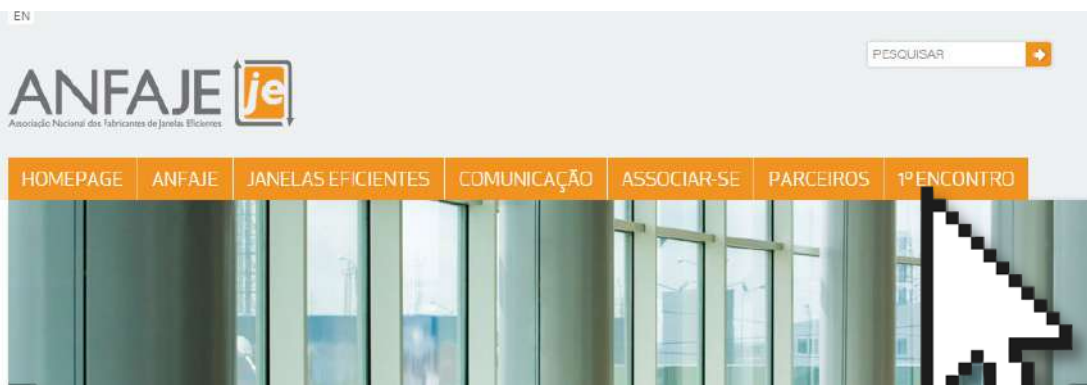 EN
PESQUISAR
ANFAJE je
Associação Nacional dos Fabricantes de Janelas Eficientes
HOMEPAGE ANFAJE JANELAS EFICIENTES COMUNICAÇÃO ASSOCIAR-SE PARCEIROS 1º ENCONTRO